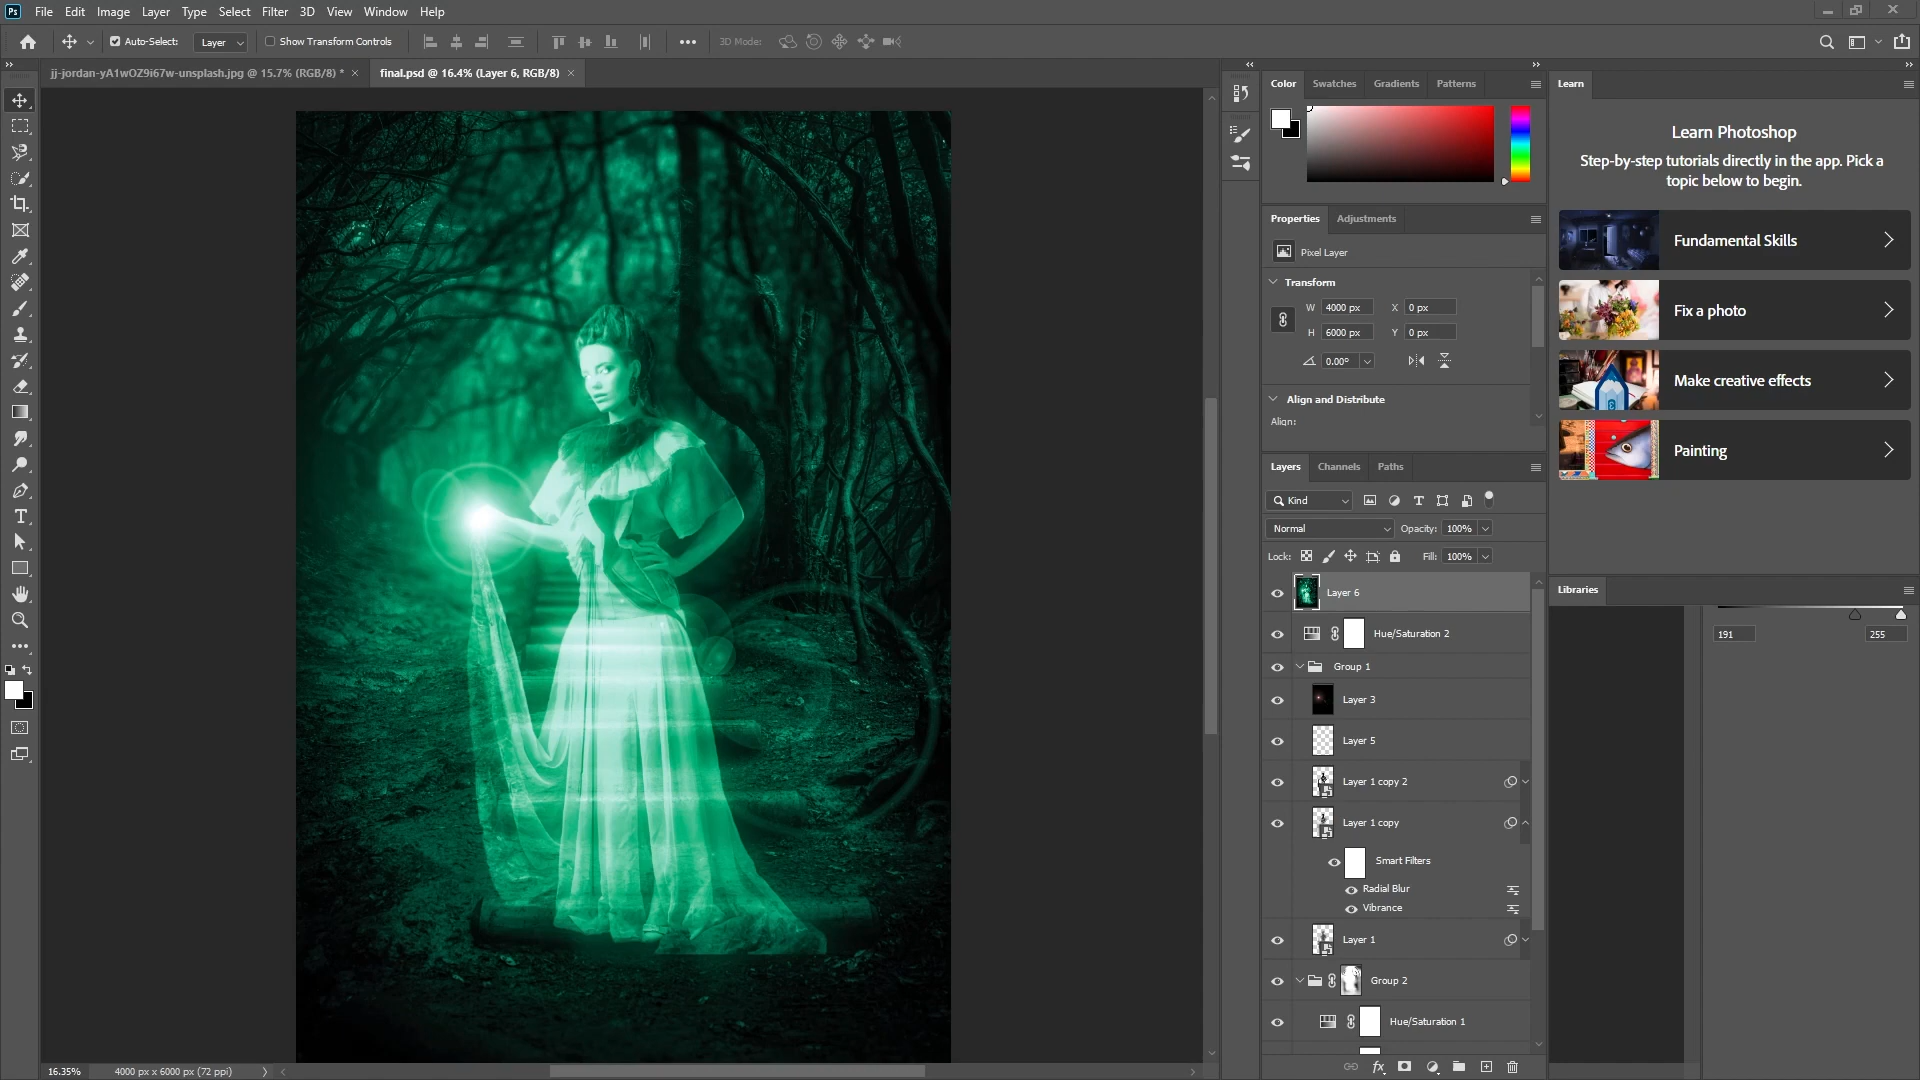 Ps File Edit Image Layer Type Select Filter 3D View Window Help
Auto-Select: Layer Show Transform Controls 3D Mode:
jj-jordan-yA1wOZ9i67w-unsplash.jpg @ 15.7% (RGB/8) * × final.psd @ 16.4% (Layer 6, RGB/8) ×
Color Swatches Gradients Patterns
Properties Adjustments
Pixel Layer
Transform
W 4000 px X 0 px
H 6000 px Y 0 px
0.00°
Align and Distribute
Align:
Layers Channels Paths
Kind
Normal Opacity: 100%
Lock: Fill: 100%
Layer 6
Hue/Saturation 2
Group 1
Layer 3
Layer 5
Layer 1 copy 2
Layer 1 copy
Smart Filters
Radial Blur
Vibrance
Layer 1
Group 2
Hue/Saturation 1
Learn
Learn Photoshop
Step-by-step tutorials directly in the app. Pick a
topic below to begin.
Fundamental Skills
Fix a photo
Make creative effects
Painting
Libraries
191 255
16.35% 4000 px x 6000 px (72 ppi)